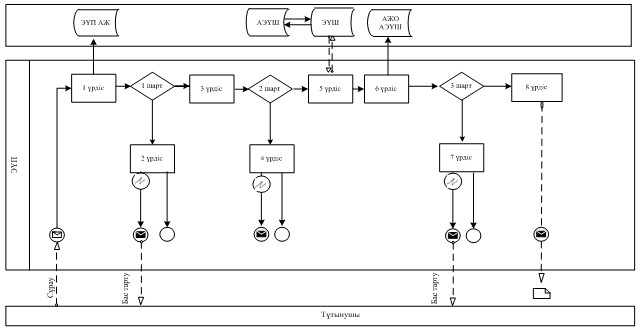 ЭҮП АЖ
АЭҮШ
ЭҮШ
АЖО
АЭҮШ
1 үрдіс
1 шарт
3 үрдіс
2 шарт
5 үрдіс
6 үрдіс
3 шарт
8 үрдіс
2 үрдіс
4 үрдіс
7 үрдіс
ЭҮП
Сұрау
Бас тарту
Бас тарту
Тұтынушы